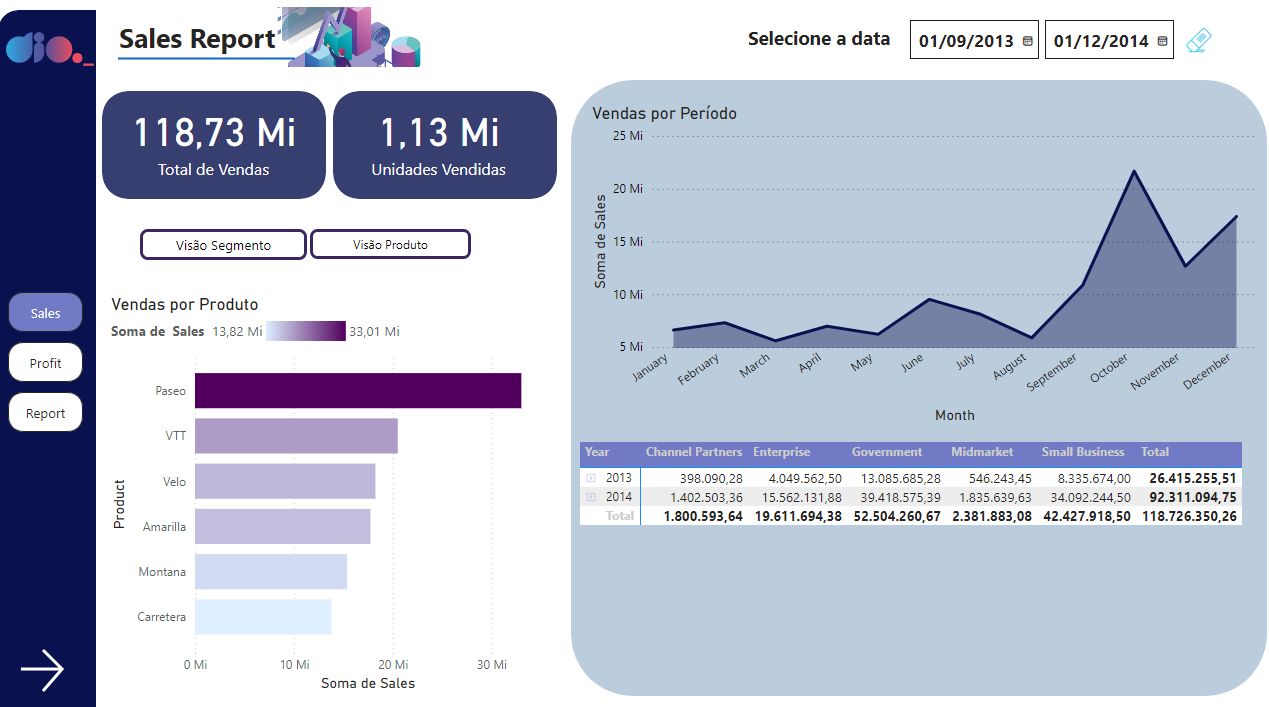 dio._
Sales Report
Selecione a data
01/09/2013
01/12/2014
118,73 Mi
Total de Vendas
1,13 Mi
Unidades Vendidas
Visão Segmento
Visão Produto
Sales
Profit
Report
Vendas por Produto
Soma de Sales 13,82 Mi 33,01 Mi
Product
Paseo
VTT
Velo
Amarilla
Montana
Carretera
0 Mi 10 Mi 20 Mi 30 Mi
Soma de Sales
Vendas por Período
Soma de Sales
25 Mi
20 Mi
15 Mi
10 Mi
5 Mi
January February March April May June July August September October November December
Month
Year Channel Partners Enterprise Government Midmarket Small Business Total
2013 398.090,28 4.049.562,50 13.085.685,28 546.243,45 8.335.674,00 26.415.255,51
2014 1.402.503,36 15.562.131,88 39.418.575,39 1.835.639,63 34.092.244,50 92.311.094,75
Total 1.800.593,64 19.611.694,38 52.504.260,67 2.381.883,08 42.427.918,50 118.726.350,26